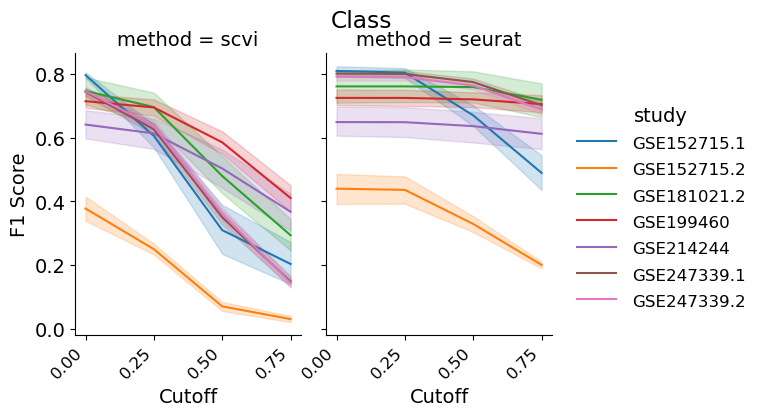 Class
method = scvi
method = seurat
F1 Score
0.8
0.6
0.4
0.2
0.0
0.00
0.25
0.50
0.75
Cutoff
0.00
0.25
0.50
0.75
Cutoff
study
GSE152715.1
GSE152715.2
GSE181021.2
GSE199460
GSE214244
GSE247339.1
GSE247339.2